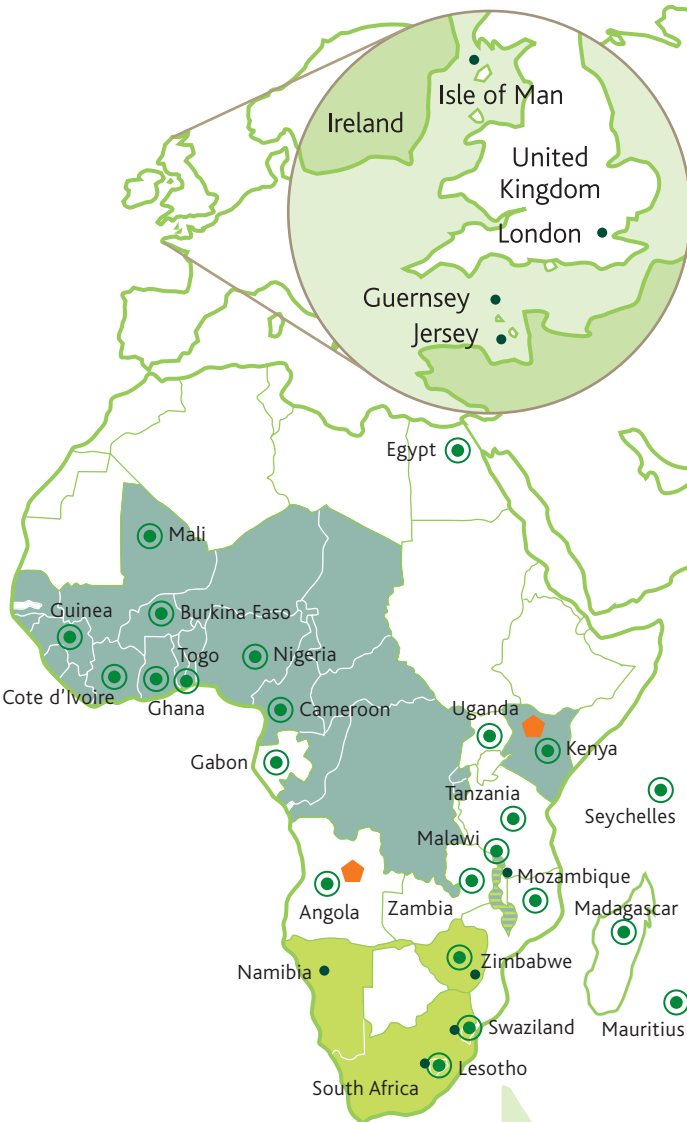 Isle of Man
Ireland
United
Kingdom
London
Guernsey
Jersey
Egypt
Mali
Guinea
Burkina Faso
Togo
Nigeria
Cote d'Ivoire
Ghana
Cameroon
Uganda
Kenya
Gabon
Tanzania
Seychelles
Malawi
Mozambique
Angola
Zambia
Madagascar
Namibia
Zimbabwe
Swaziland
Mauritius
Lesotho
South Africa